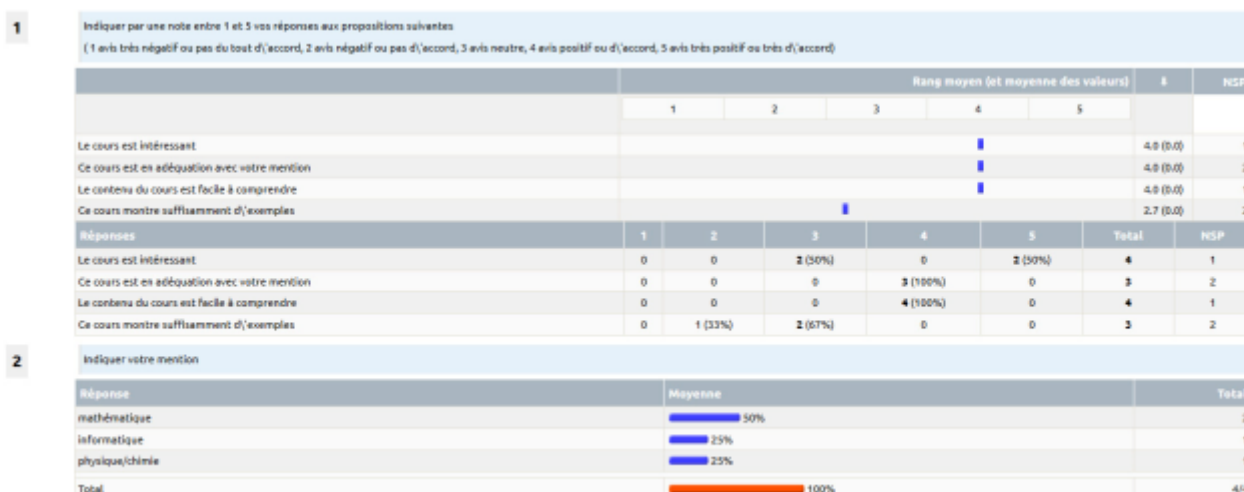 1
Indiquer par une note entre 1 et 5 vos réponses aux propositions suivantes
( 1 avis très négatif ou pas du tout d\'accord, 2 avis négatif ou pas d\'accord, 3 avis neutre, 4 avis positif ou d\'accord, 5 avis très positif ou très d\'accord)
Rang moyen (et moyenne des valeurs) NSP
1 2 3 4 5
Le cours est intéressant 4.0 (0.0)
Ce cours est en adéquation avec votre mention 4.0 (0.0)
Le contenu du cours est facile à comprendre 4.0 (0.0)
Ce cours montre suffisamment d\'exemples 2.7 (0.0)
Réponses 1 2 3 4 5 Total NSP
Le cours est intéressant 0 0 2 (50%) 0 2 (50%) 4 1
Ce cours est en adéquation avec votre mention 0 0 0 3 (100%) 0 3 2
Le contenu du cours est facile à comprendre 0 0 0 4 (100%) 0 4 1
Ce cours montre suffisamment d\'exemples 0 1 (33%) 2 (67%) 0 0 3 2
2
Indiquer votre mention
Réponse Moyenne Total
mathématique 50%
informatique 25%
physique/chimie 25%
Total 100%